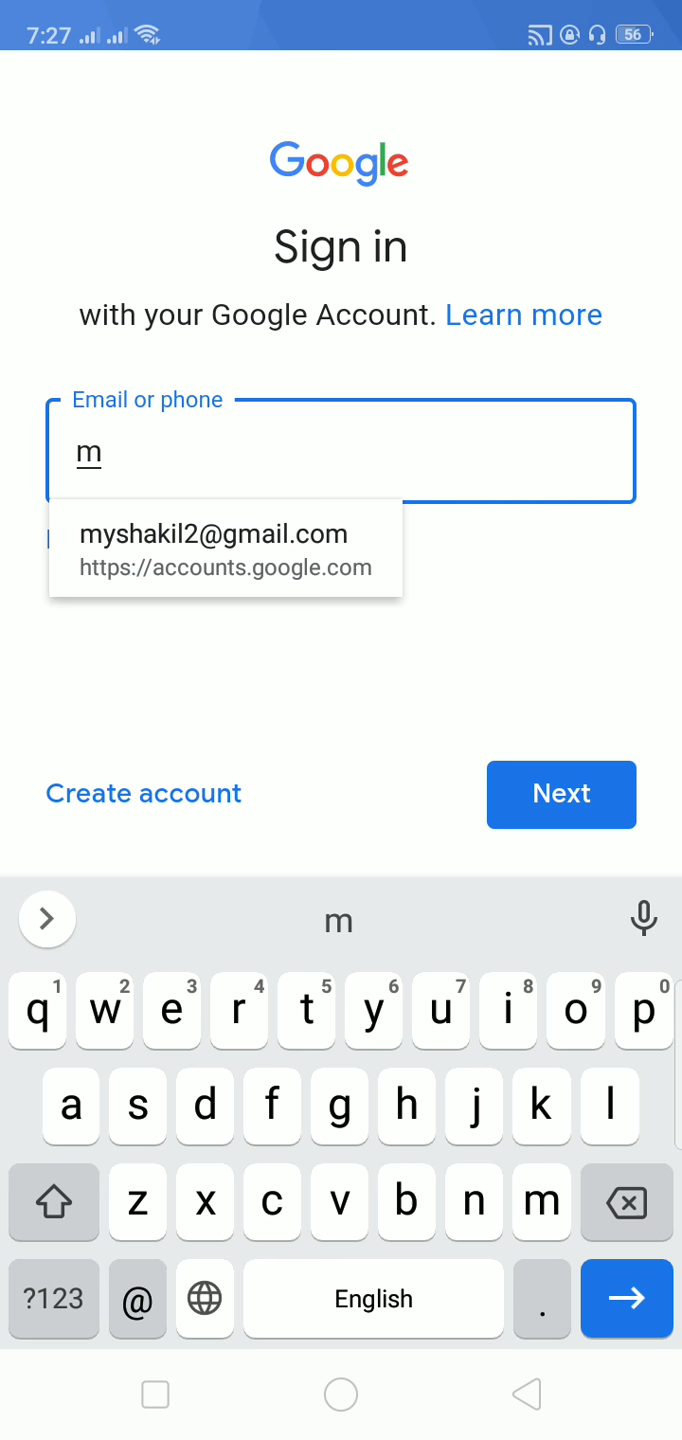 7:27 56
Google
Sign in
with your Google Account. Learn more
Email or phone
m
myshakil2@gmail.com
https://accounts.google.com
Create account Next
m
q1 w2 e3 r4 t5 y6 u7 i8 o9 p0
a s d f g h j k l
z x c v b n m
?123 @ English .